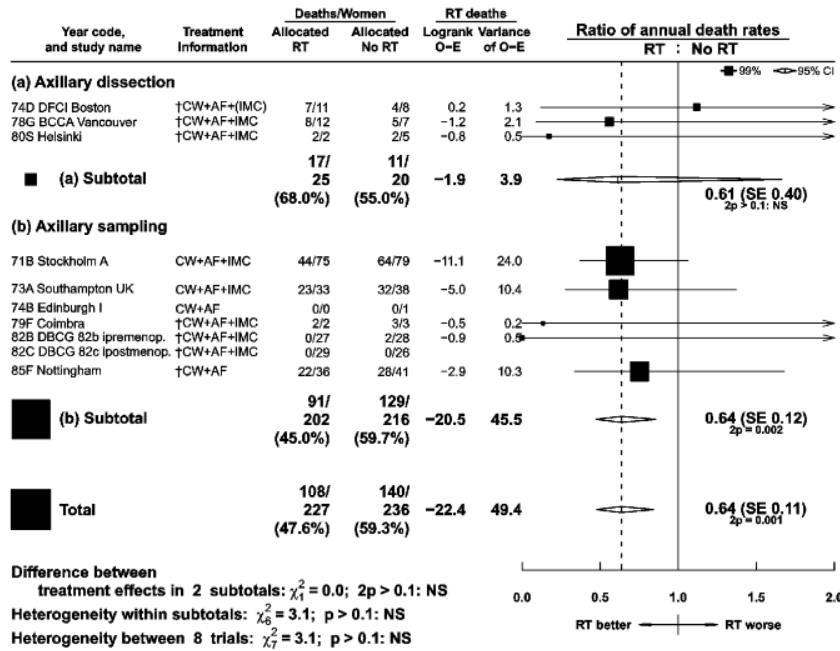 Deaths/Women RT deaths
Year code, Treatment Allocated Allocated Logrank Variance Ratio of annual death rates
and study name Information RT No RT O−E of O−E RT : No RT
99% 95% CI
(a) Axillary dissection
74D DFCI Boston †CW+AF+(IMC) 7/11 4/8 0.2 1.3
78G BCCA Vancouver †CW+AF+IMC 8/12 5/7 −1.2 2.1
80S Helsinki †CW+AF+IMC 2/2 2/5 −0.8 0.5
17/ 11/
(a) Subtotal 25 20 −1.9 3.9 0.61 (SE 0.40)
(68.0%) (55.0%) 2p > 0.1: NS
(b) Axillary sampling
71B Stockholm A CW+AF+IMC 44/75 64/79 −11.1 24.0
73A Southampton UK CW+AF+IMC 23/33 32/38 −5.0 10.4
74B Edinburgh I CW+AF 0/0 0/1
79F Coimbra †CW+AF+IMC 2/2 3/3 −0.5 0.2
82B DBCG 82b ipremenop. †CW+AF+IMC 0/27 2/28 −0.9 0.5
82C DBCG 82c ipostmenop. †CW+AF+IMC 0/29 0/26
85F Nottingham †CW+AF 22/36 28/41 −2.9 10.3
91/ 129/
(b) Subtotal 202 216 −20.5 45.5 0.64 (SE 0.12)
(45.0%) (59.7%) 2p = 0.002
108/ 140/
Total 227 236 −22.4 49.4 0.64 (SE 0.11)
(47.6%) (59.3%) 2p = 0.001
Difference between
treatment effects in 2 subtotals: χ²₁ = 0.0; 2p > 0.1: NS
Heterogeneity within subtotals: χ²₆ = 3.1; p > 0.1: NS
Heterogeneity between 8 trials: χ²₇ = 3.1; p > 0.1: NS
0.0 0.5 1.0 1.5 2.0
RT better RT worse